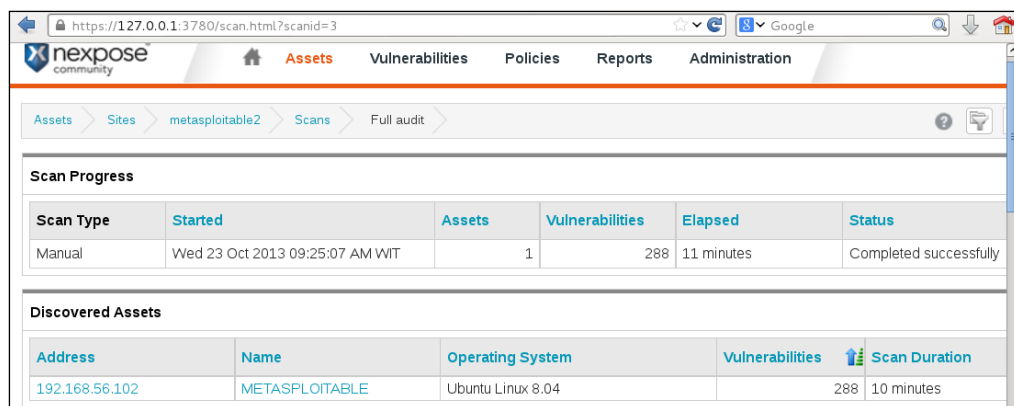 https://127.0.0.1:3780/scan.html?scanid=3
Google
nexpose
community
Assets Vulnerabilities Policies Reports Administration
Assets Sites metasploitable2 Scans Full audit
Scan Progress
Scan Type Started Assets Vulnerabilities Elapsed Status
Manual Wed 23 Oct 2013 09:25:07 AM WIT 1 288 11 minutes Completed successfully
Discovered Assets
Address Name Operating System Vulnerabilities Scan Duration
192.168.56.102 METASPLOITABLE Ubuntu Linux 8.04 288 10 minutes